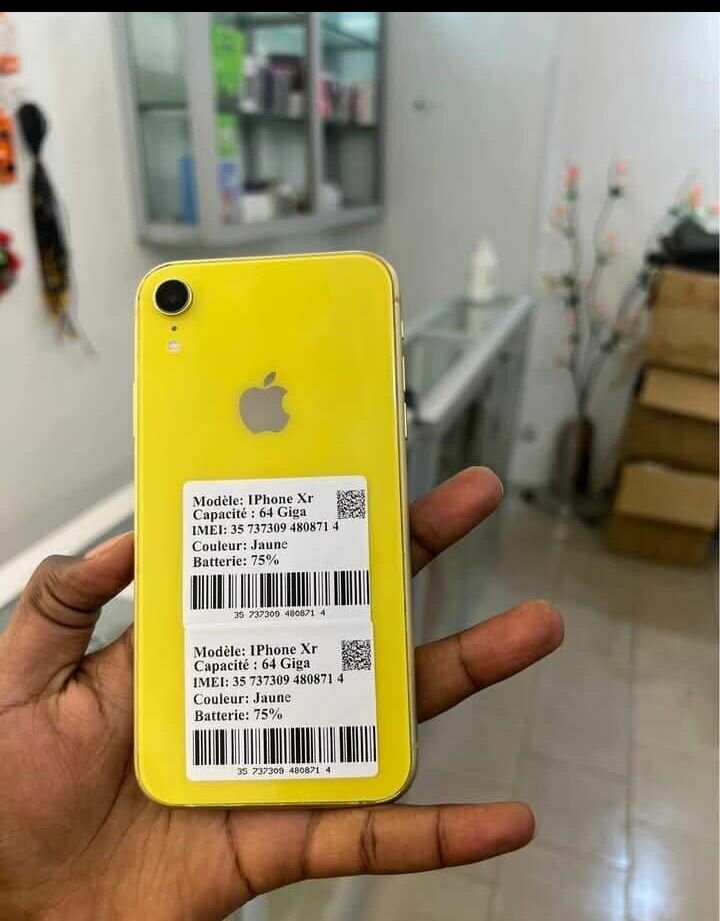 Modèle: IPhone Xr
Capacité : 64 Giga
IMEI: 35 737309 480871 4
Couleur: Jaune
Batterie: 75%
35 737309 480871 4
Modèle: IPhone Xr
Capacité : 64 Giga
IMEI: 35 737309 480871 4
Couleur: Jaune
Batterie: 75%
35 737309 480871 4